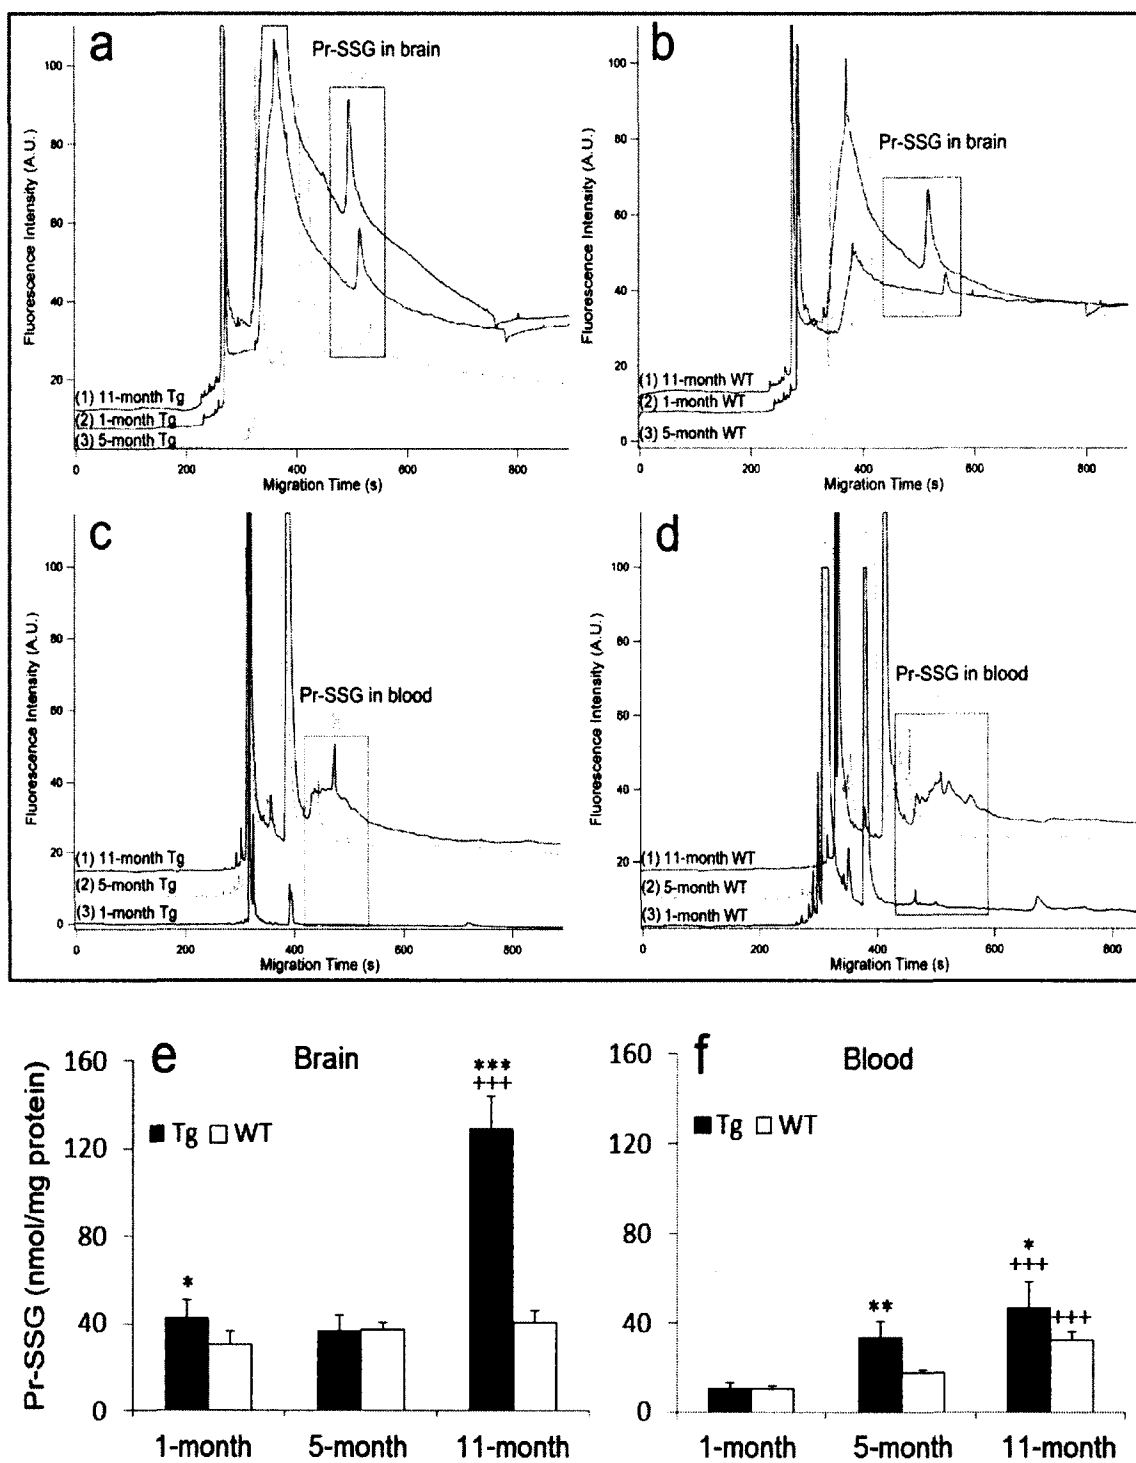 a
Pr-SSG in brain
Fluorescence Intensity (A.U.)
100
80
60
40
20
(1) 11-month Tg
(2) 1-month Tg
(3) 5-month Tg
0 200 400 600 800
Migration Time (s)
b
Pr-SSG in brain
Fluorescence Intensity (A.U.)
100
80
60
40
20
0
(1) 11-month WT
(2) 1-month WT
(3) 5-month WT
0 200 400 600 800
Migration Time (s)
c
Pr-SSG in blood
Fluorescence Intensity (A.U.)
100
80
60
40
20
0
(1) 11-month Tg
(2) 5-month Tg
(3) 1-month Tg
0 200 400 600 800
Migration Time (s)
d
Pr-SSG in blood
Fluorescence Intensity (A.U.)
100
80
60
40
20
(1) 11-month WT
(2) 5-month WT
(3) 1-month WT
0 200 400 600 800
Migration Time (s)
e Brain
Pr-SSG (nmol/mg protein)
160
120
80
40
0
Tg WT
*
***
+++
1-month 5-month 11-month
f Blood
160
120
80
40
0
Tg WT
**
*
+++
+++
1-month 5-month 11-month